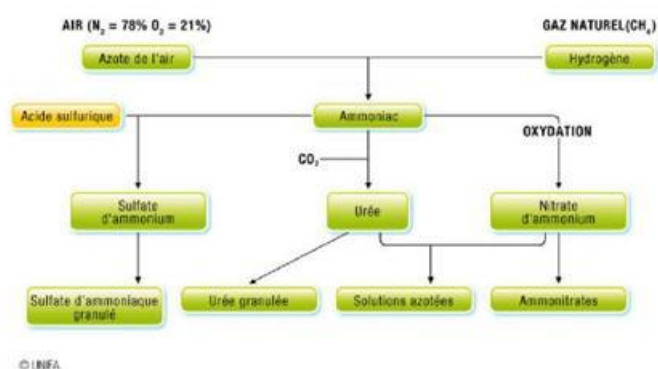 AIR (N₂ = 78% O₂ = 21%)
GAZ NATUREL(CH₄)
Azote de l'air
Hydrogène
Acide sulfurique
Ammoniac
OXYDATION
CO₂
Sulfate
d'ammonium
Urée
Nitrate
d'ammonium
Sulfate d'ammoniaque
granulé
Urée granulée
Solutions azotées
Ammonitrates
© UNIFA